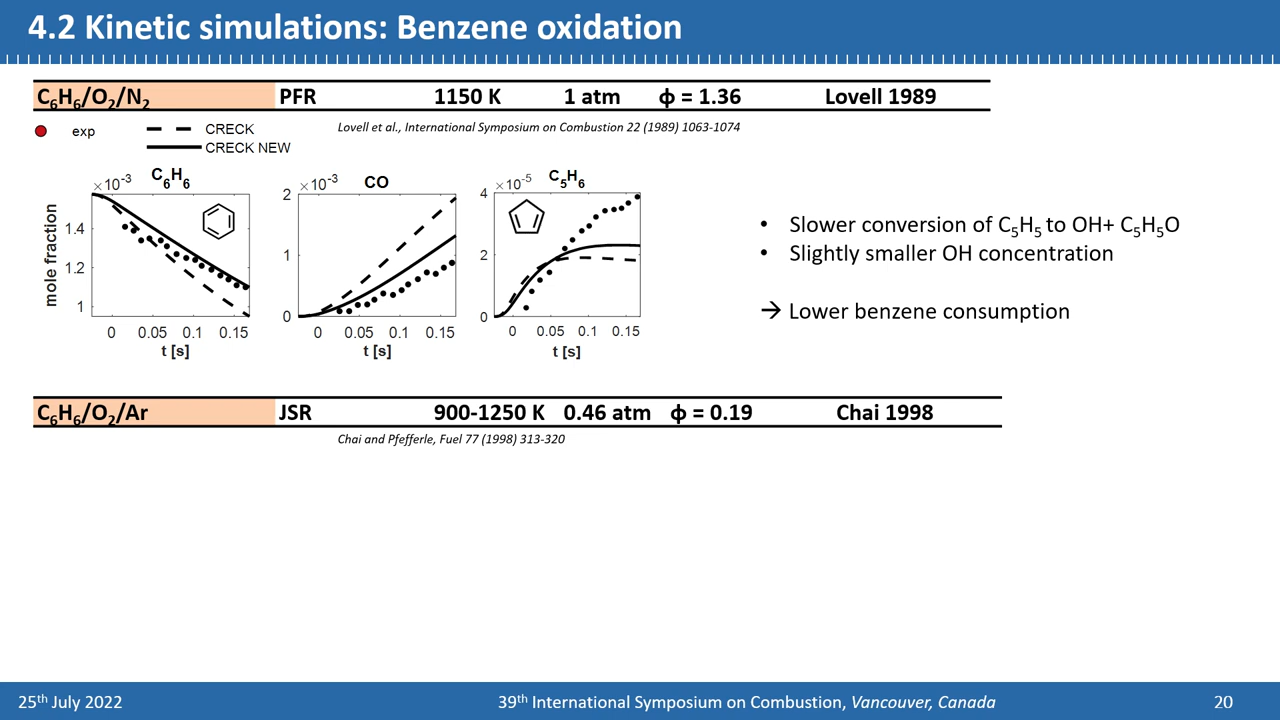 4.2 Kinetic simulations: Benzene oxidation
C6H6/O2/N2 PFR 1150 K 1 atm ϕ = 1.36 Lovell 1989
exp CRECK Lovell et al., International Symposium on Combustion 22 (1989) 1063-1074
CRECK NEW
×10-3 C6H6 ×10-3 CO ×10-5 C5H6
mole fraction
1.4
1.2
1
2
1
0
4
2
0
0 0.05 0.1 0.15 0 0.05 0.1 0.15 0 0.05 0.1 0.15
t [s] t [s] t [s]
• Slower conversion of C5H5 to OH+ C5H5O
• Slightly smaller OH concentration
→ Lower benzene consumption
C6H6/O2/Ar JSR 900-1250 K 0.46 atm ϕ = 0.19 Chai 1998
Chai and Pfefferle, Fuel 77 (1998) 313-320
25th July 2022 39th International Symposium on Combustion, Vancouver, Canada 20